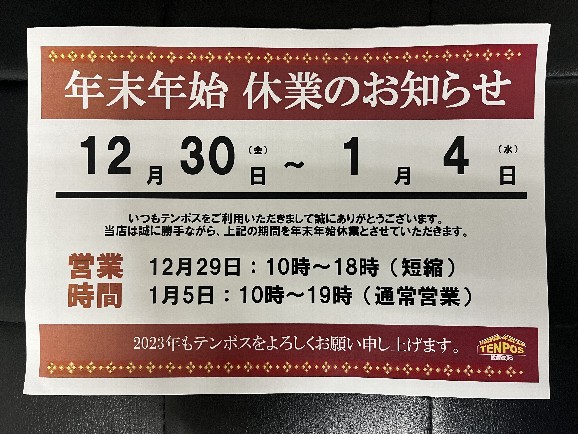 年末年始 休業のお知らせ
12月30日(金)~1月4日(水)
いつもテンポスをご利用いただきまして誠にありがとうございます。
当店は誠に勝手ながら、上記の期間を年末年始休業とさせていただきます。
営業時間
12月29日:10時～18時(短縮)
1月5日:10時～19時(通常営業)
2023年もテンポスをよろしくお願い申し上げます。
TENPOS